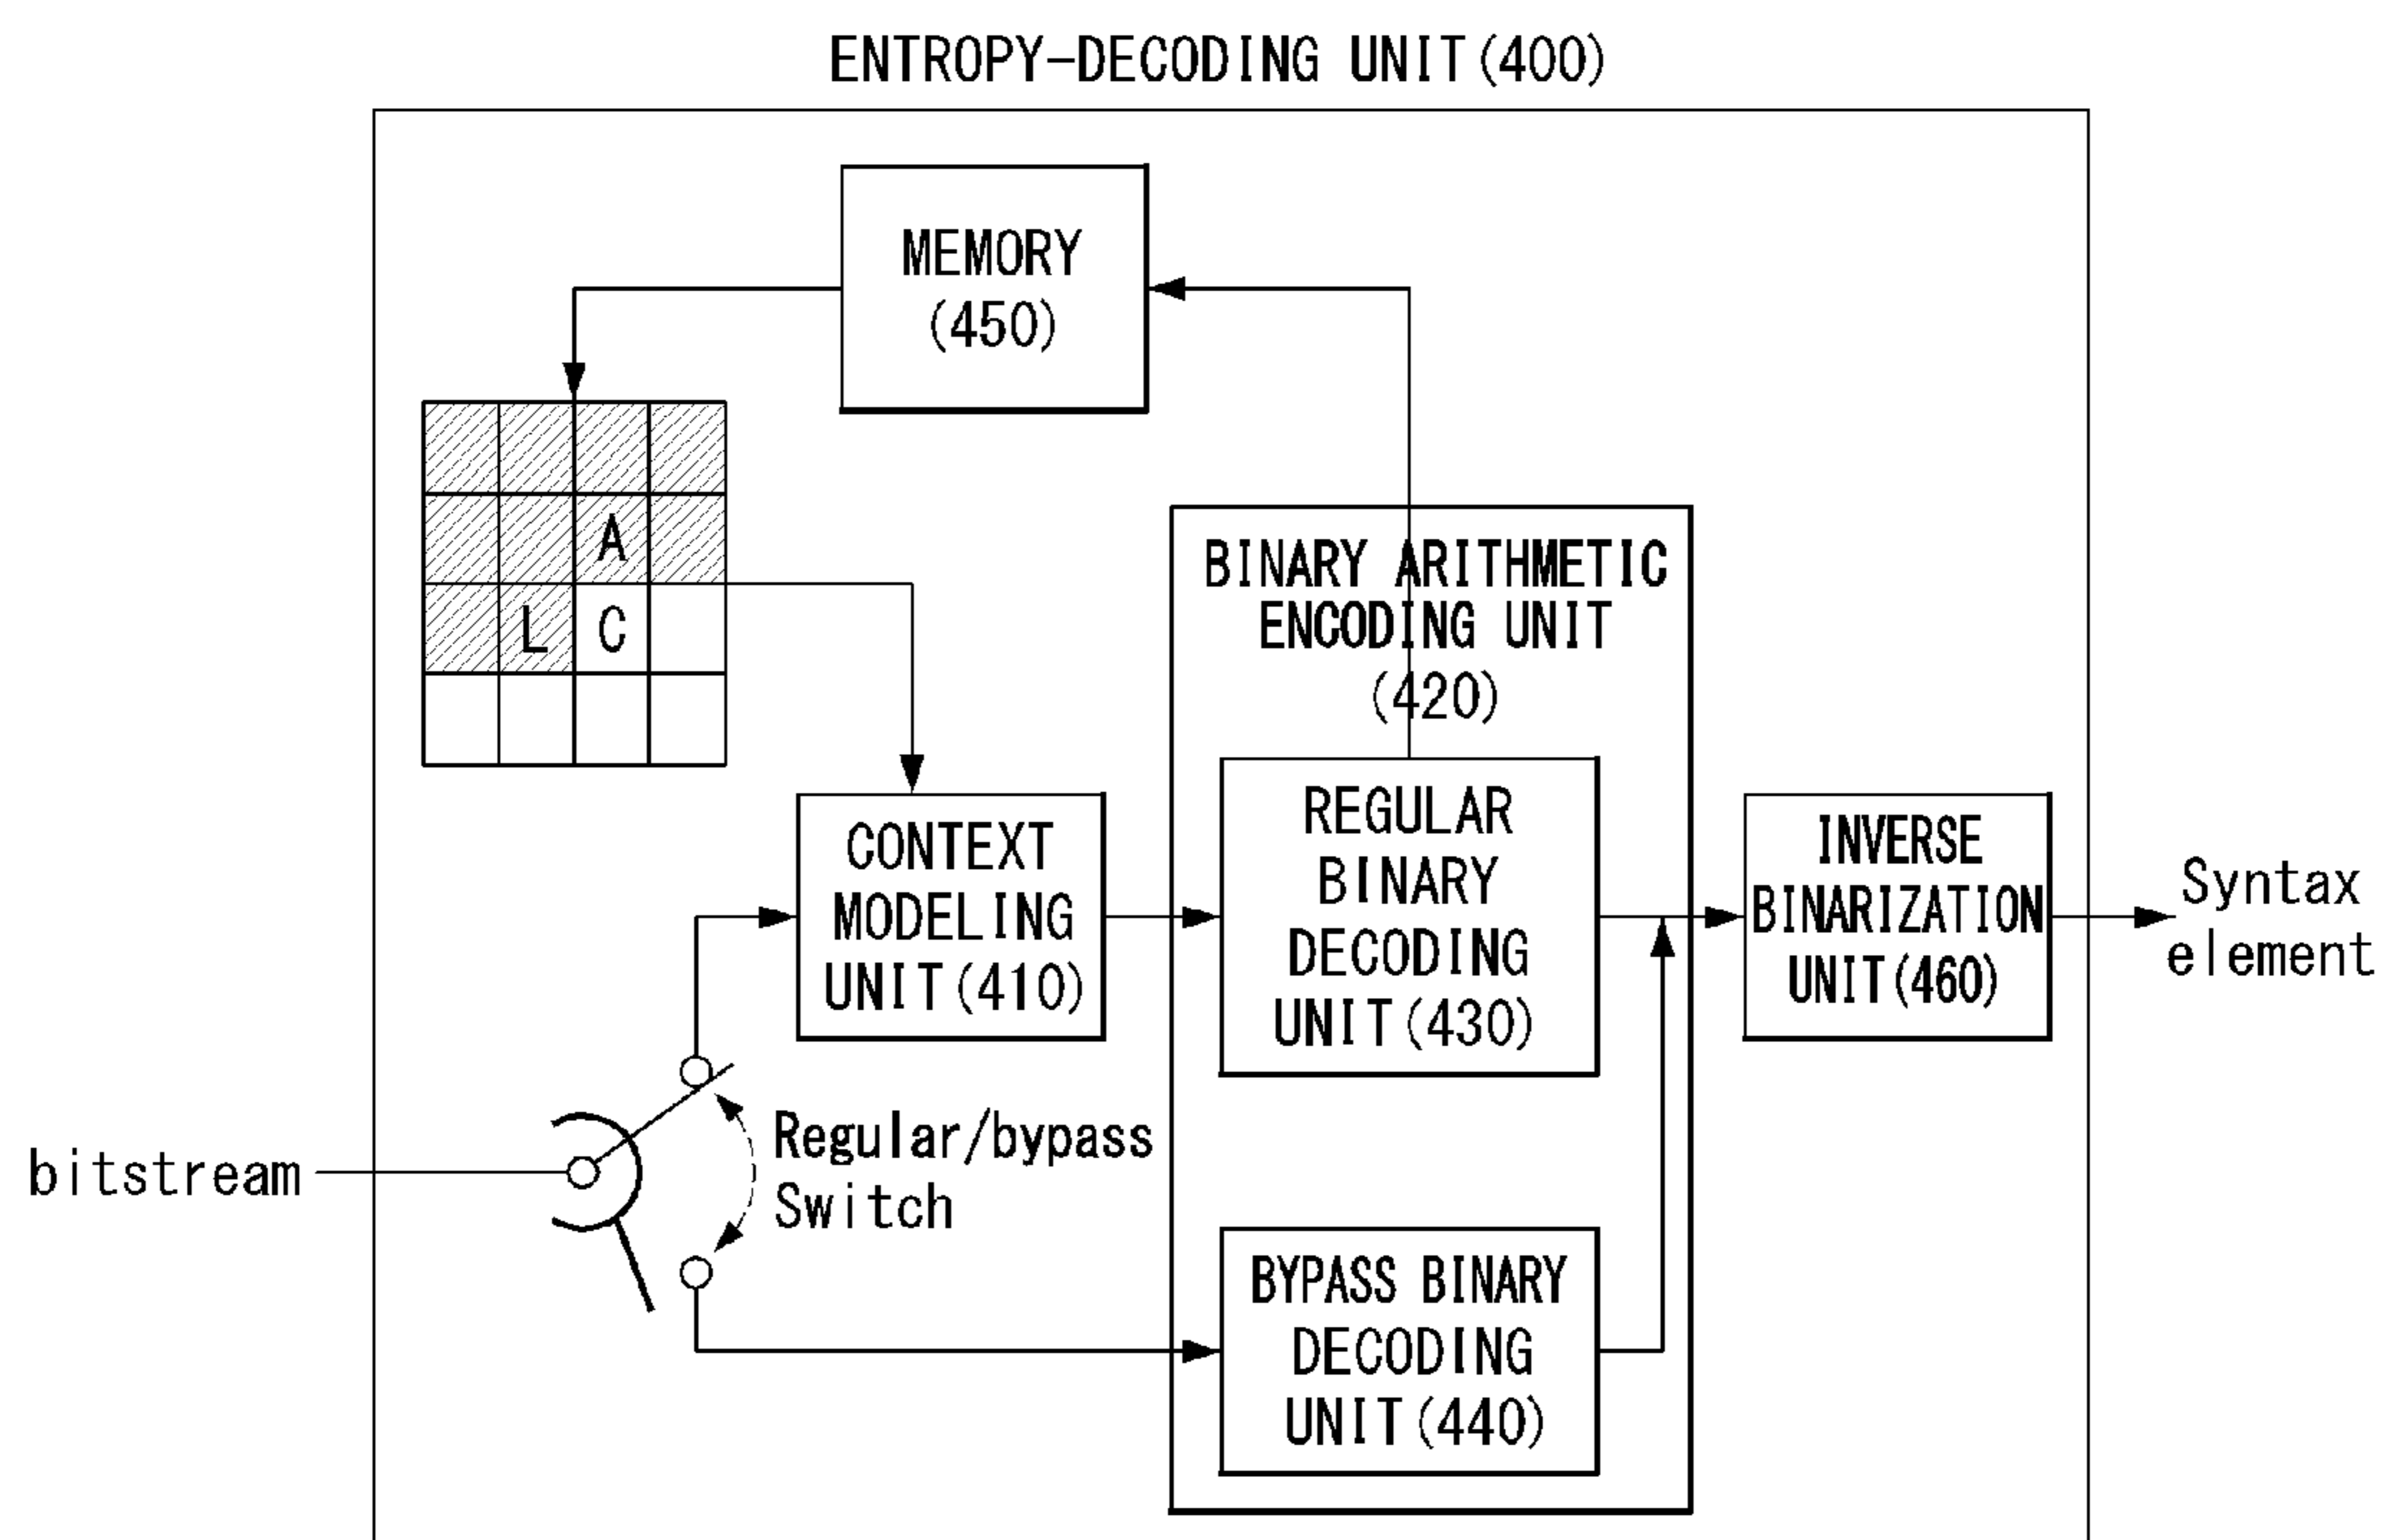 ENTROPY-DECODING UNIT(400)
MEMORY
(450)
A
L
C
BINARY ARITHMETIC
ENCODING UNIT
(420)
CONTEXT
MODELING
UNIT(410)
REGULAR
BINARY
DECODING
UNIT(430)
INVERSE
BINARIZATION
UNIT(460)
Syntax
element
bitstream
Regular/bypass
Switch
BYPASS BINARY
DECODING
UNIT(440)